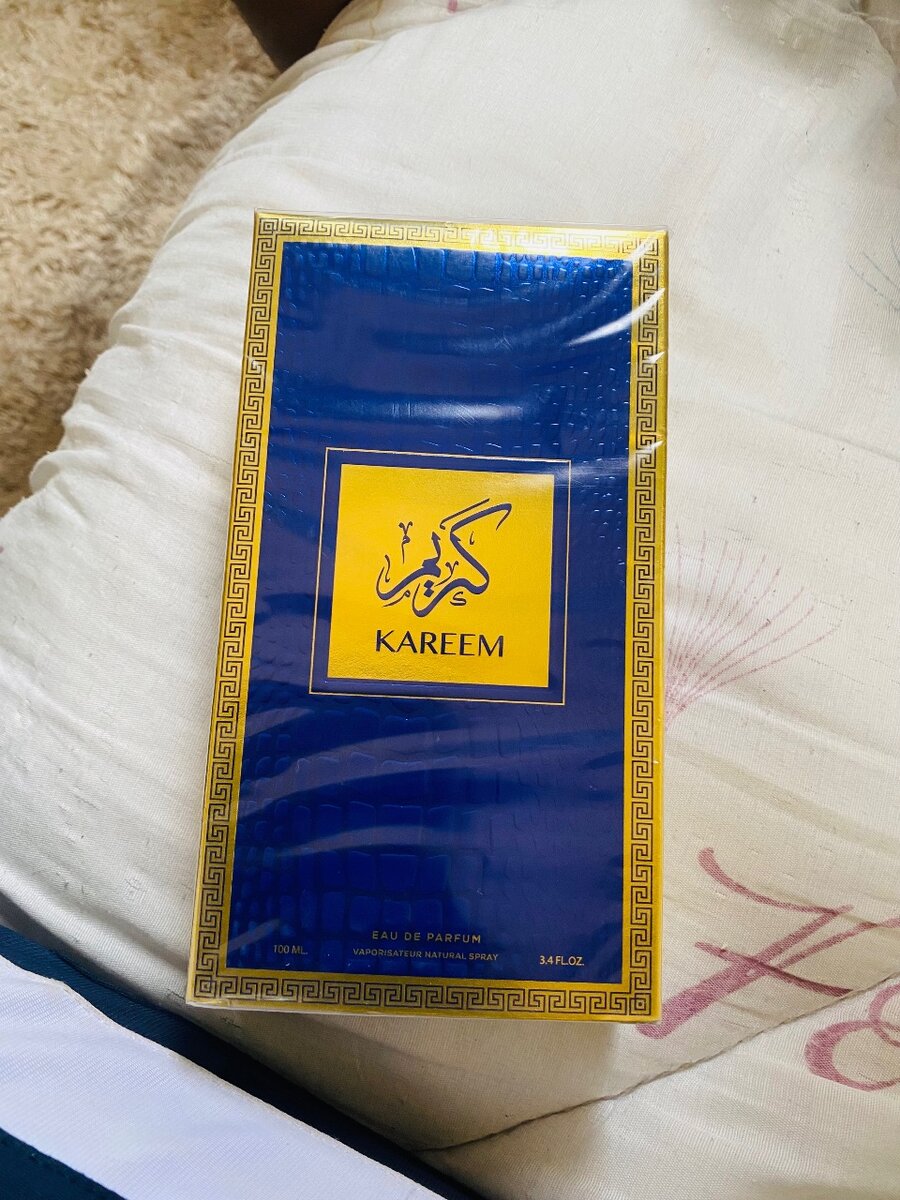 كريم
KAREEM
EAU DE PARFUM
100 ML. VAPORISATEUR NATURAL SPRAY 3.4 FL.OZ.